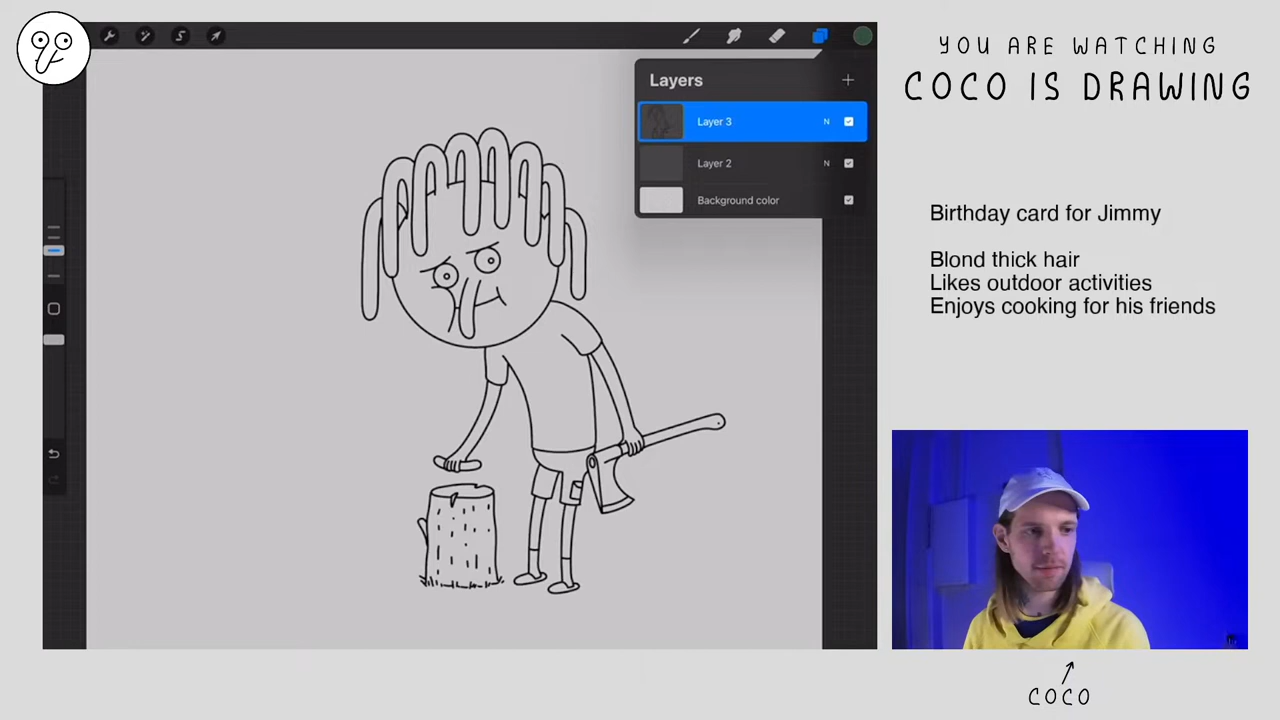 YOU ARE WATCHING
COCO IS DRAWING
Layers
Layer 3 N
Layer 2 N
Background color
Birthday card for Jimmy
Blond thick hair
Likes outdoor activities
Enjoys cooking for his friends
COCO